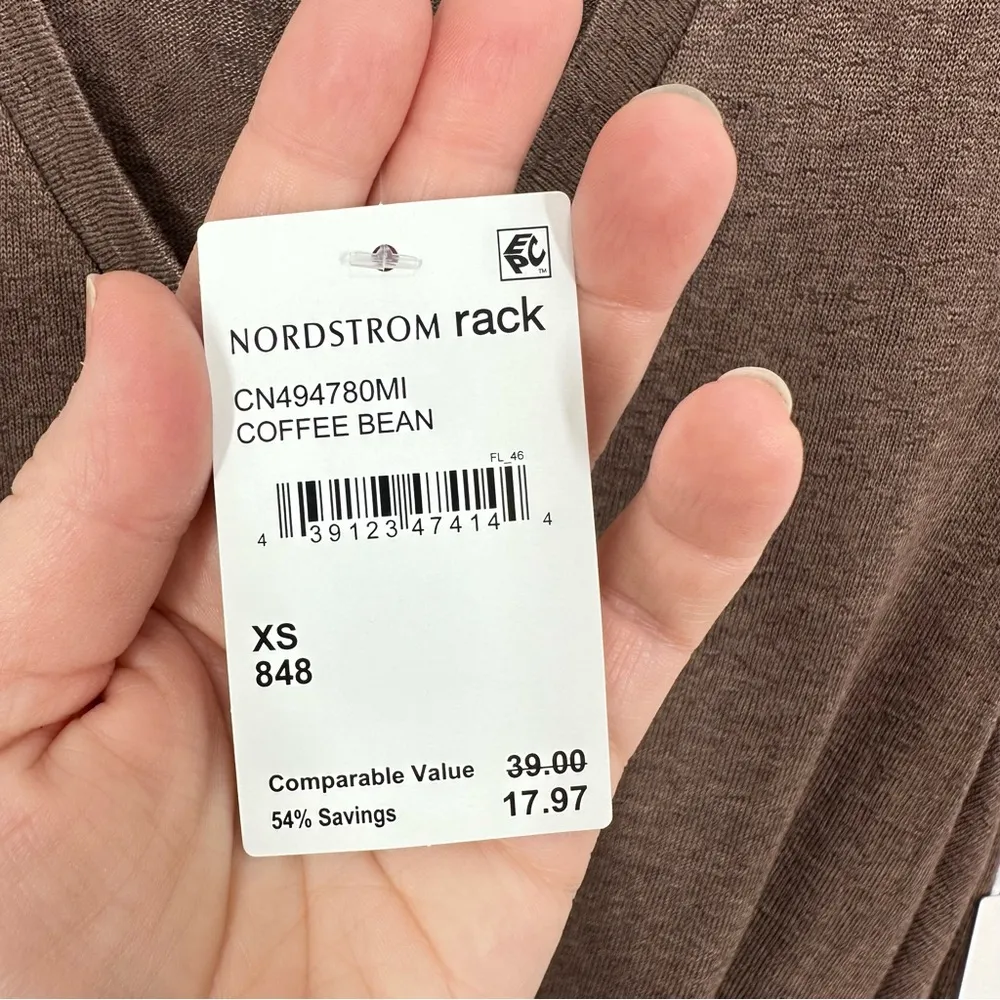 EPC™
NORDSTROM rack
CN494780MI
COFFEE BEAN
FL_46
4 39123 47414 4
XS
848
Comparable Value 39.00
54% Savings 17.97